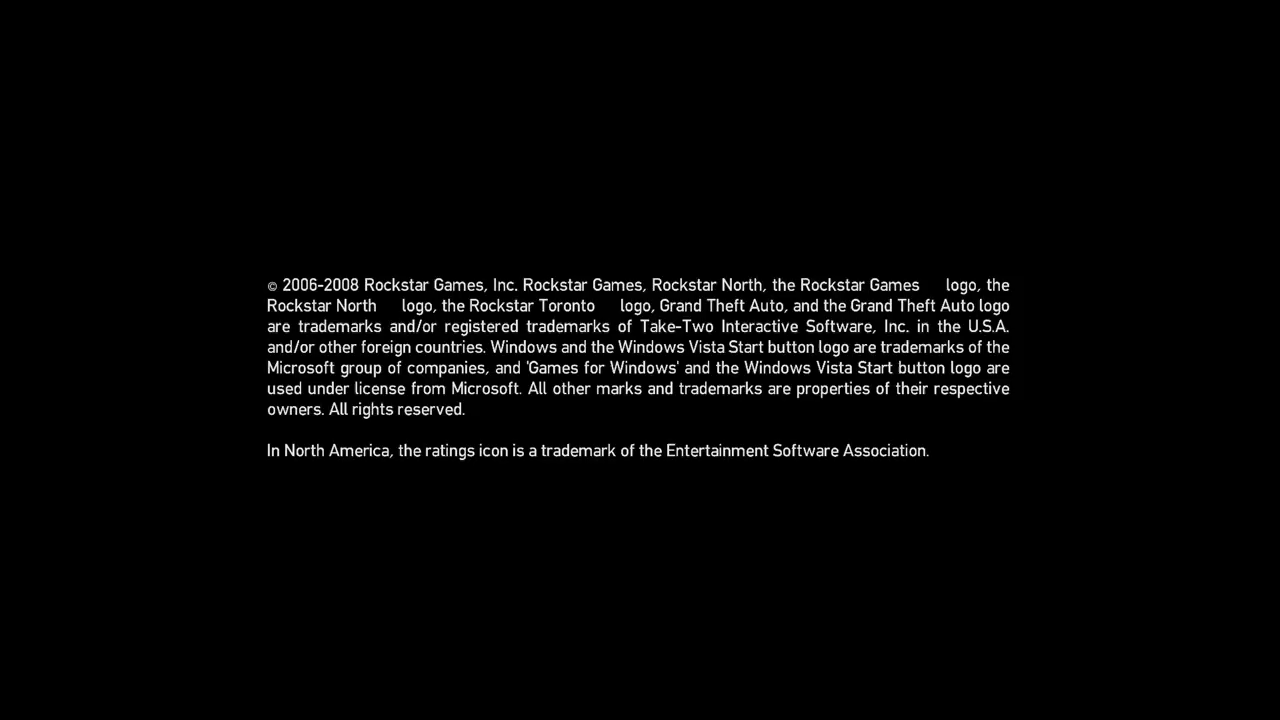 © 2006-2008 Rockstar Games, Inc. Rockstar Games, Rockstar North, the Rockstar Games logo, the
Rockstar North logo, the Rockstar Toronto logo, Grand Theft Auto, and the Grand Theft Auto logo
are trademarks and/or registered trademarks of Take-Two Interactive Software, Inc. in the U.S.A.
and/or other foreign countries. Windows and the Windows Vista Start button logo are trademarks of the
Microsoft group of companies, and 'Games for Windows' and the Windows Vista Start button logo are
used under license from Microsoft. All other marks and trademarks are properties of their respective
owners. All rights reserved.
In North America, the ratings icon is a trademark of the Entertainment Software Association.